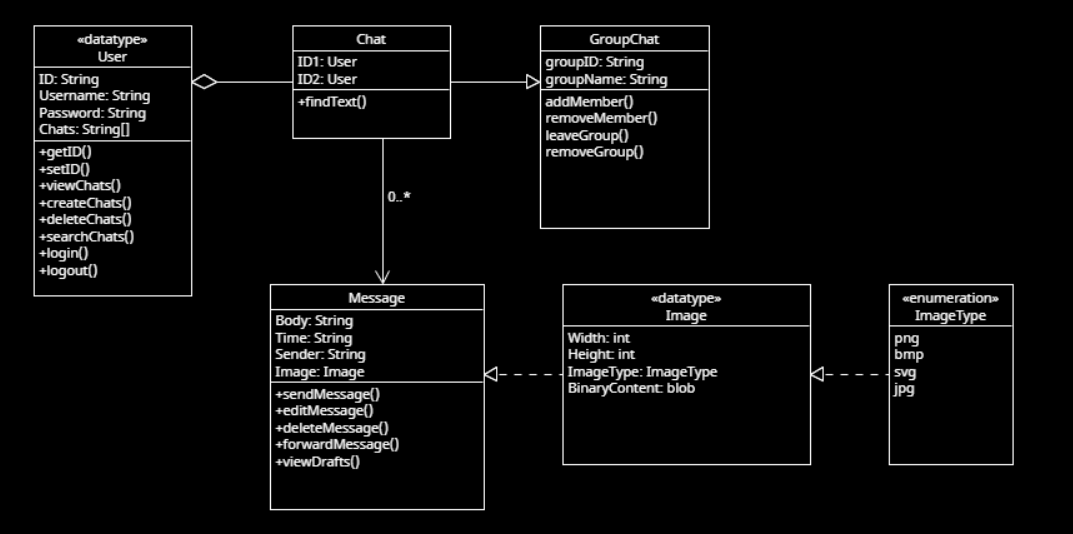 «datatype»
User
ID: String
Username: String
Password: String
Chats: String[]
+getID()
+setID()
+viewChats()
+createChats()
+deleteChats()
+searchChats()
+login()
+logout()
Chat
ID1: User
ID2: User
+findText()
GroupChat
groupID: String
groupName: String
addMember()
removeMember()
leaveGroup()
removeGroup()
0..*
Message
Body: String
Time: String
Sender: String
Image: Image
+sendMessage()
+editMessage()
+deleteMessage()
+forwardMessage()
+viewDrafts()
«datatype»
Image
Width: int
Height: int
ImageType: ImageType
BinaryContent: blob
«enumeration»
ImageType
png
bmp
svg
jpg